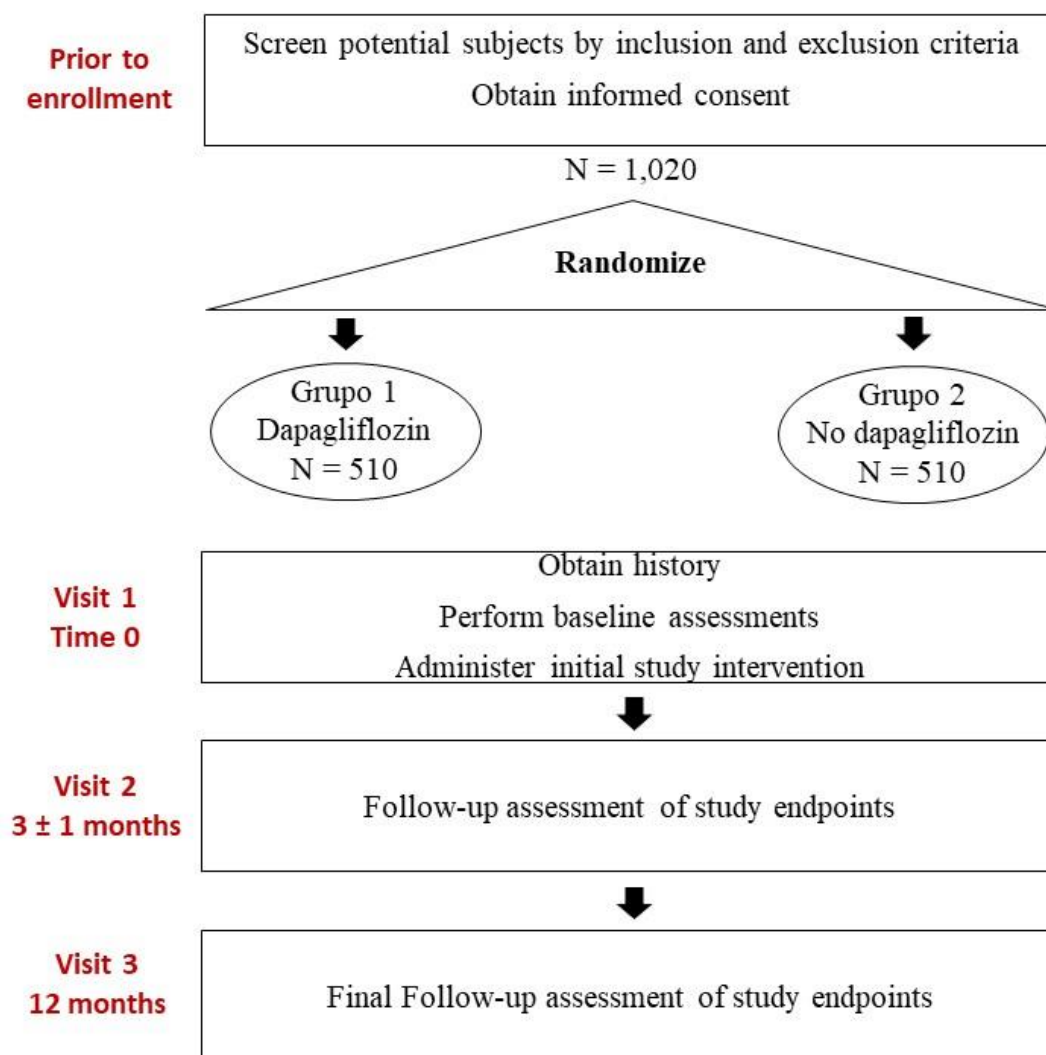 Prior to
enrollment
Screen potential subjects by inclusion and exclusion criteria
Obtain informed consent
N = 1,020
Randomize
Grupo 1
Dapagliflozin
N = 510
Grupo 2
No dapagliflozin
N = 510
Visit 1
Time 0
Obtain history
Perform baseline assessments
Administer initial study intervention
Visit 2
3 ± 1 months
Follow-up assessment of study endpoints
Visit 3
12 months
Final Follow-up assessment of study endpoints